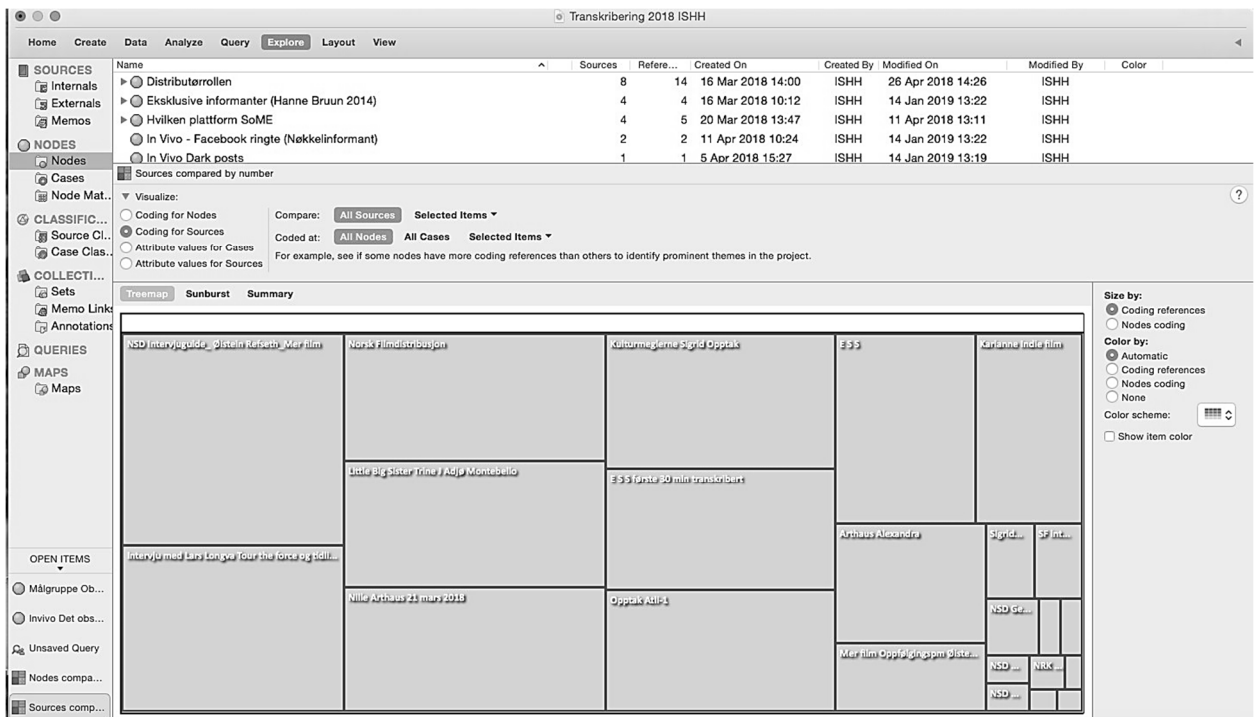 Transkribering 2018 ISHH
Home Create Data Analyze Query Explore Layout View
SOURCES
Internals
Externals
Memos
NODES
Nodes
Cases
Node Mat..
CLASSIFIC...
Source Cl..
Case Clas..
COLLECTI...
Sets
Memo Links
Annotations
QUERIES
MAPS
Maps
OPEN ITEMS
Målgruppe Ob...
Invivo Det obs...
Unsaved Query
Nodes compa...
Sources comp...
Name Sources Refere... Created On Created By Modified On Modified By Color
Distributørrollen 8 14 16 Mar 2018 14:00 ISHH 26 Apr 2018 14:26 ISHH
Eksklusive informanter (Hanne Bruun 2014) 4 4 16 Mar 2018 10:12 ISHH 14 Jan 2019 13:22 ISHH
Hvilken plattform SoME 4 5 20 Mar 2018 13:47 ISHH 11 Apr 2018 13:11 ISHH
In Vivo - Facebook ringte (Nøkkelinformant) 2 2 11 Apr 2018 10:24 ISHH 14 Jan 2019 13:22 ISHH
In Vivo Dark posts 1 1 5 Apr 2018 15:27 ISHH 14 Jan 2019 13:19 ISHH
Sources compared by number
Visualize:
Coding for Nodes
Coding for Sources
Attribute values for Cases
Attribute values for Sources
Compare: All Sources Selected Items
Coded at: All Nodes All Cases Selected Items
For example, see if some nodes have more coding references than others to identify prominent themes in the project.
?
Treemap Sunburst Summary
NSD Intervjuguide_ Øistein Refseth_Mer film
Intervju med Lars Longva Tour the force og tidli...
Norsk Filmdistribusjon
Little Big Sister Trine J Adjø Montebello
Nille Arthaus 21 mars 2018
Kulturmeglerne Sigrid Opptak
E S S første 30 min transkribert
Opptak Atil-1
E S S
Karianne Indie film
Arthaus Alexandra
Mer film Oppfølgingspm Øiste...
Sigrid...
SF Int...
NSD Ge...
NSD ...
NRK ...
NSD ...
Size by:
Coding references
Nodes coding
Color by:
Automatic
Coding references
Nodes coding
None
Color scheme:
Show item color